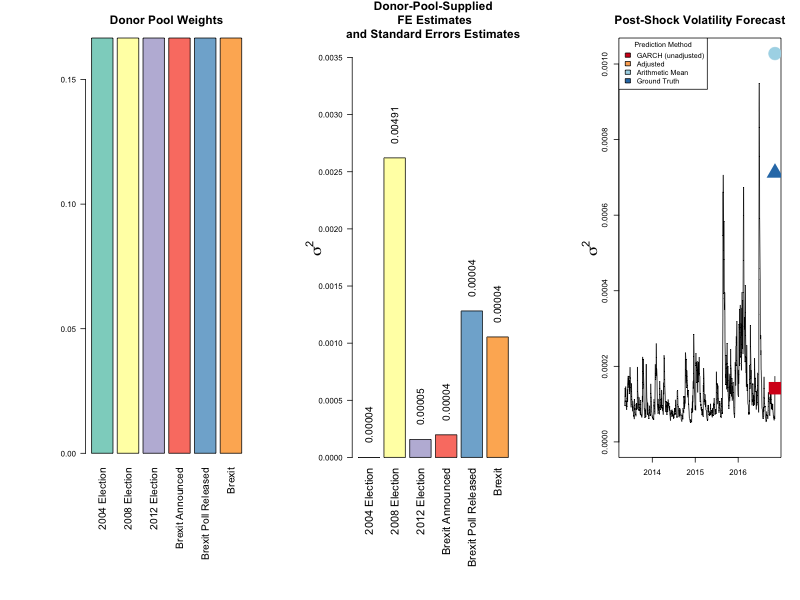 Donor Pool Weights
0.15
0.10
0.05
0.00
2004 Election
2008 Election
2012 Election
Brexit Announced
Brexit Poll Released
Brexit
Donor-Pool-Supplied
FE Estimates
and Standard Errors Estimates
σ²
0.0035
0.0030
0.0025
0.0020
0.0015
0.0010
0.0005
0.0000
0.00004
0.00491
0.00005
0.00004
0.00004
0.00004
2004 Election
2008 Election
2012 Election
Brexit Announced
Brexit Poll Released
Brexit
Post-Shock Volatility Forecast
Prediction Method
GARCH (unadjusted)
Adjusted
Arithmetic Mean
Ground Truth
σ²
0.0010
0.0008
0.0006
0.0004
0.0002
0.0000
2014
2015
2016